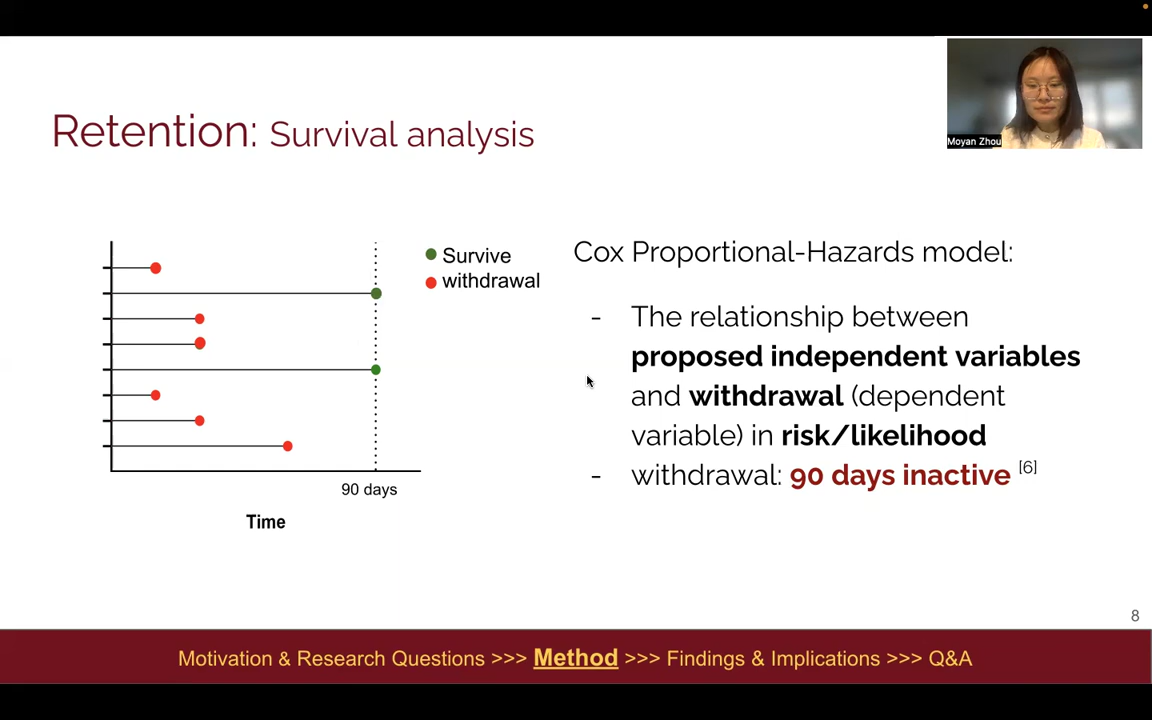 Retention: Survival analysis
Moyan Zhou
Survive
withdrawal
90 days
Time
Cox Proportional-Hazards model:
- The relationship between
proposed independent variables
and withdrawal (dependent
variable) in risk/likelihood
- withdrawal: 90 days inactive [6]
8
Motivation & Research Questions >>> Method >>> Findings & Implications >>> Q&A